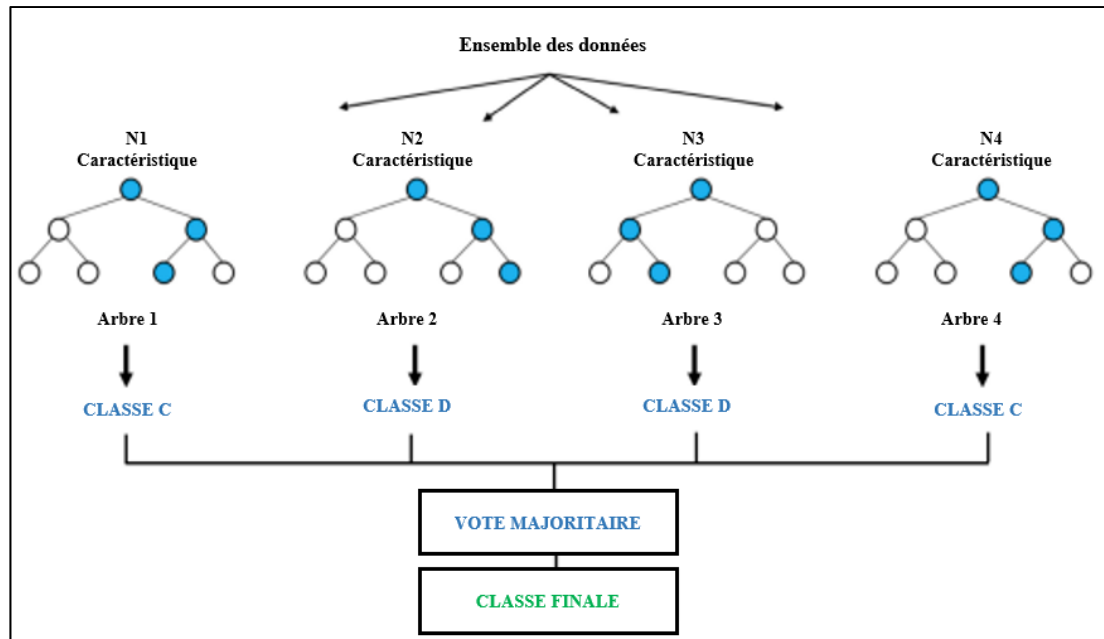 Ensemble des données
N1
Caractéristique
N2
Caractéristique
N3
Caractéristique
N4
Caractéristique
Arbre 1
Arbre 2
Arbre 3
Arbre 4
CLASSE C
CLASSE D
CLASSE D
CLASSE C
VOTE MAJORITAIRE
CLASSE FINALE